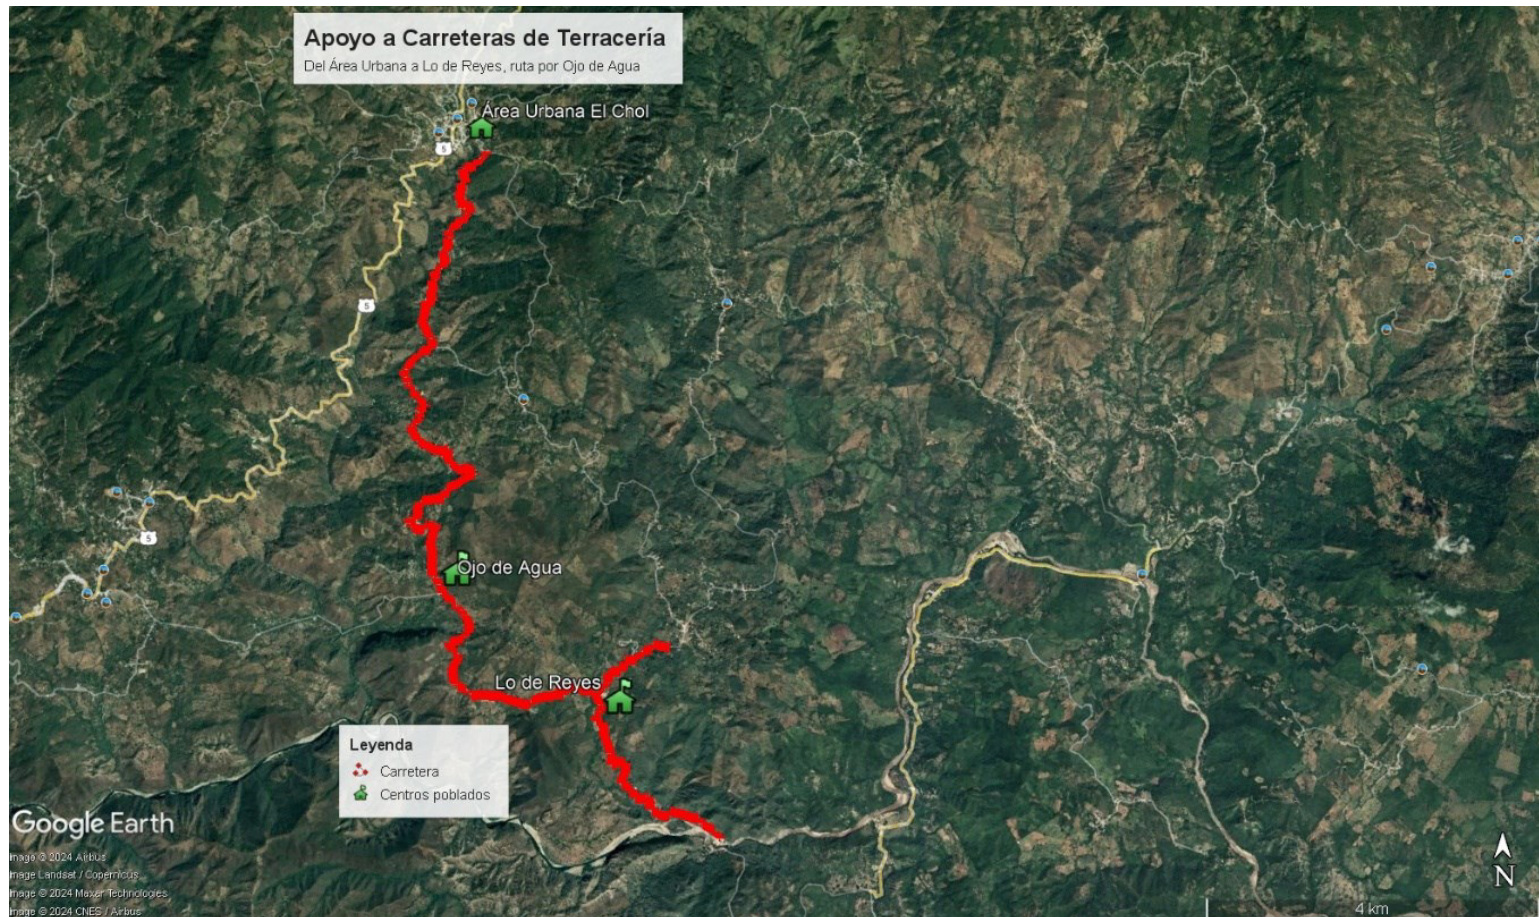 Apoyo a Carreteras de Terracería
Del Área Urbana a Lo de Reyes, ruta por Ojo de Agua
Área Urbana El Chol
5
5
5
Ojo de Agua
Lo de Reyes
Leyenda
Carretera
Centros poblados
Google Earth
Image © 2024 Airbus
Image Landsat / Copernicus
Image © 2024 Maxar Technologies
Image © 2024 CNES / Airbus
N
4 km